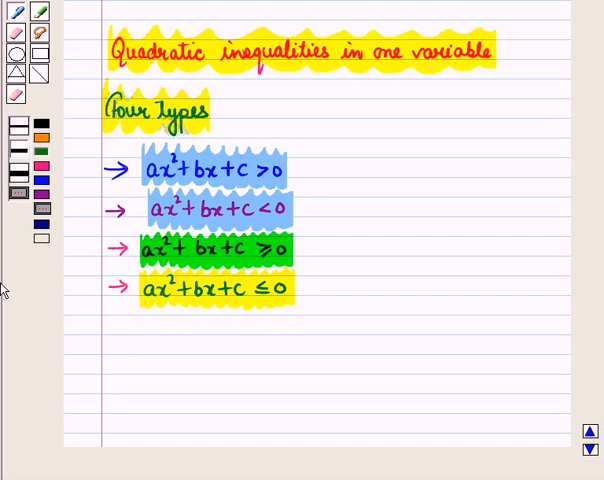 Quadratic inequalities in one variable
Four Types
→ ax²+bx+c >0
→ ax²+bx+c <0
→ ax²+ bx+c ≥0
→ ax²+bx+c ≤0